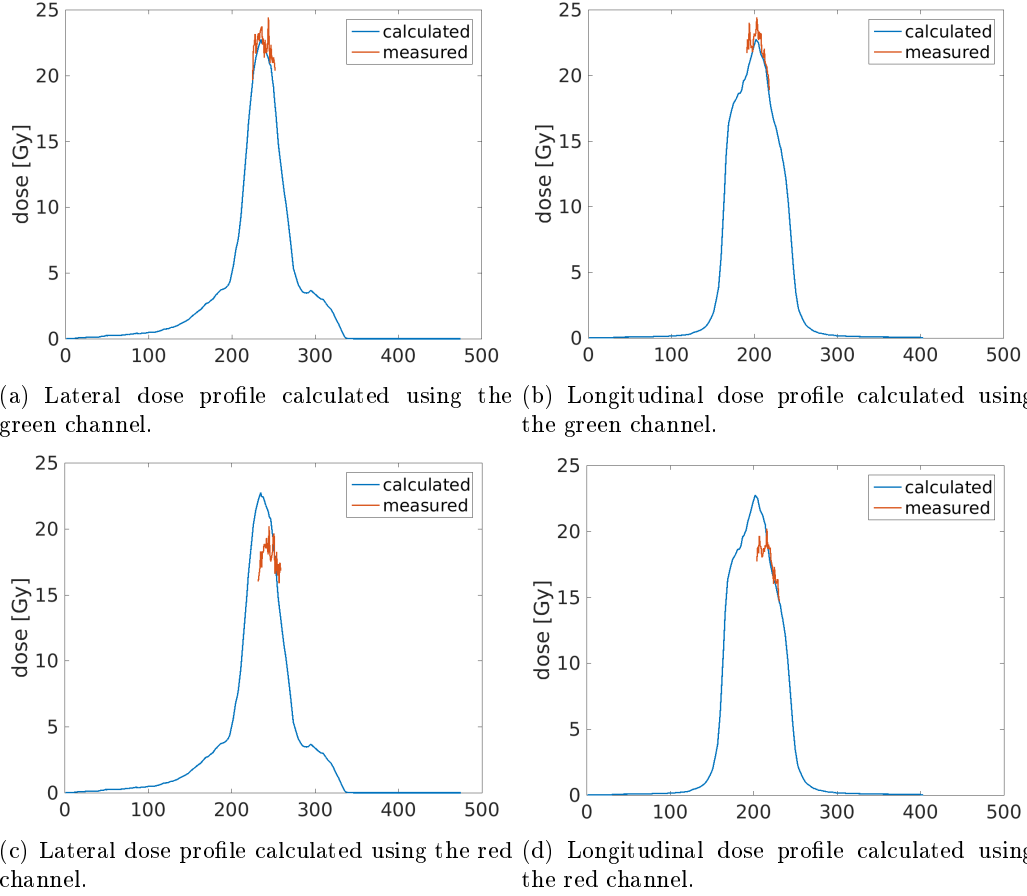 25
20
15
10
5
0
dose [Gy]
0 100 200 300 400 500
calculated
measured
25
20
15
10
5
0
dose [Gy]
0 100 200 300 400 500
calculated
measured
(a) Lateral dose profile calculated using the
green channel.
(b) Longitudinal dose profile calculated using
the green channel.
25
20
15
10
5
0
dose [Gy]
0 100 200 300 400 500
calculated
measured
25
20
15
10
5
0
dose [Gy]
0 100 200 300 400 500
calculated
measured
(c) Lateral dose profile calculated using the red
channel.
(d) Longitudinal dose profile calculated using
the red channel.